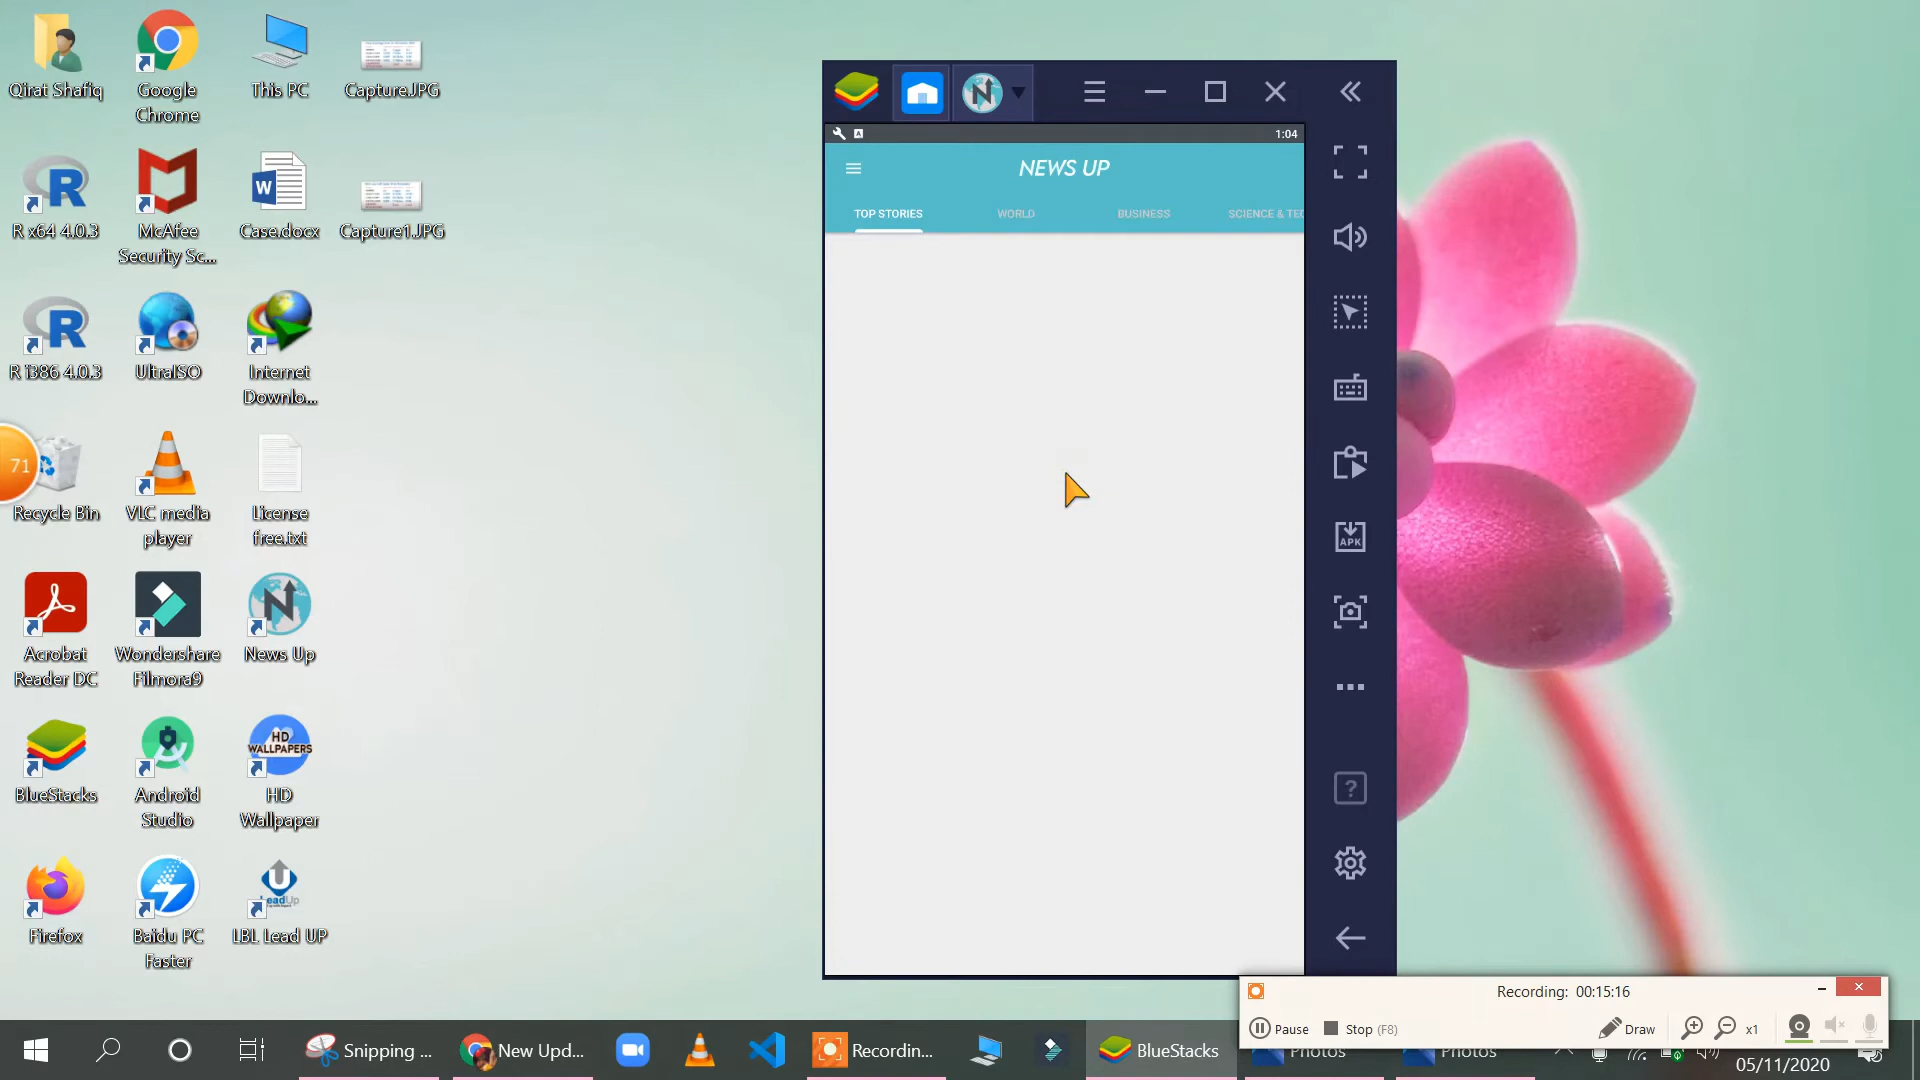 Qirat Shafiq
Google
Chrome
This PC
Capture.JPG
R x64 4.0.3
McAfee
Security Sc...
Case.docx
Capture1.JPG
R i386 4.0.3
UltraISO
Internet
Downlo...
71
Recycle Bin
VLC media
player
License
free.txt
Acrobat
Reader DC
Wondershare
Filmora9
News Up
BlueStacks
Android
Studio
HD
WALLPAPERS
HD
Wallpaper
Firefox
Baidu PC
Faster
LeadUp
LBL Lead UP
1:04
NEWS UP
TOP STORIES
WORLD
BUSINESS
SCIENCE & TEC
APK
Recording: 00:15:16
Pause
Stop (F8)
Draw
x1
Snipping ...
New Upd...
Recordin...
BlueStacks
Photos
Photos
05/11/2020